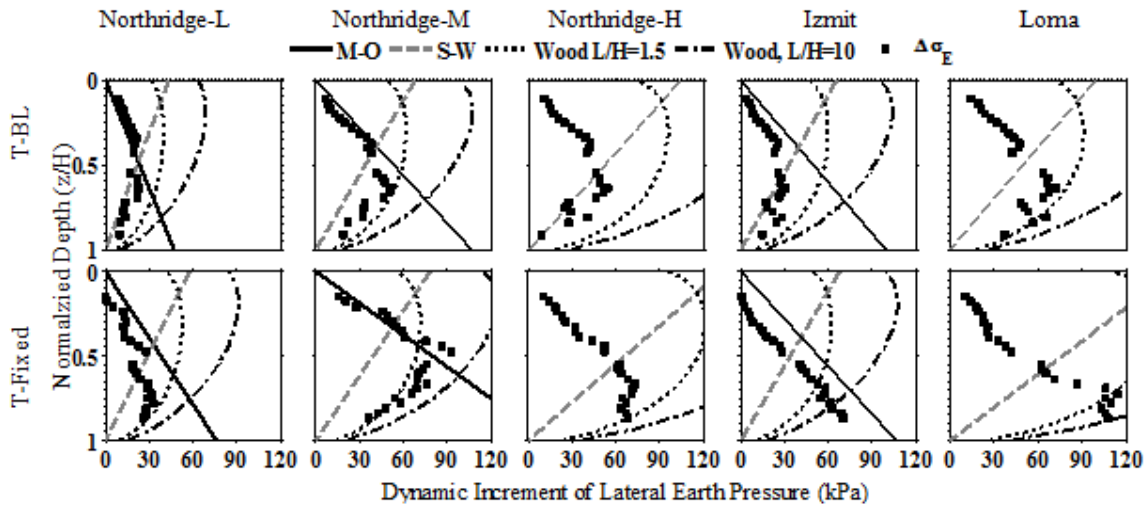 Northridge-L Northridge-M Northridge-H Izmit Loma
M-O S-W Wood L/H=1.5 Wood, L/H=10 Δσ_E
T-BL
T-Fixed
Normalzied Depth (z/H)
0
0.5
1
0
0.5
1
0 30 60 90 120 0 30 60 90 120 0 30 60 90 120 0 30 60 90 120 0 30 60 90 120
Dynamic Increment of Lateral Earth Pressure (kPa)